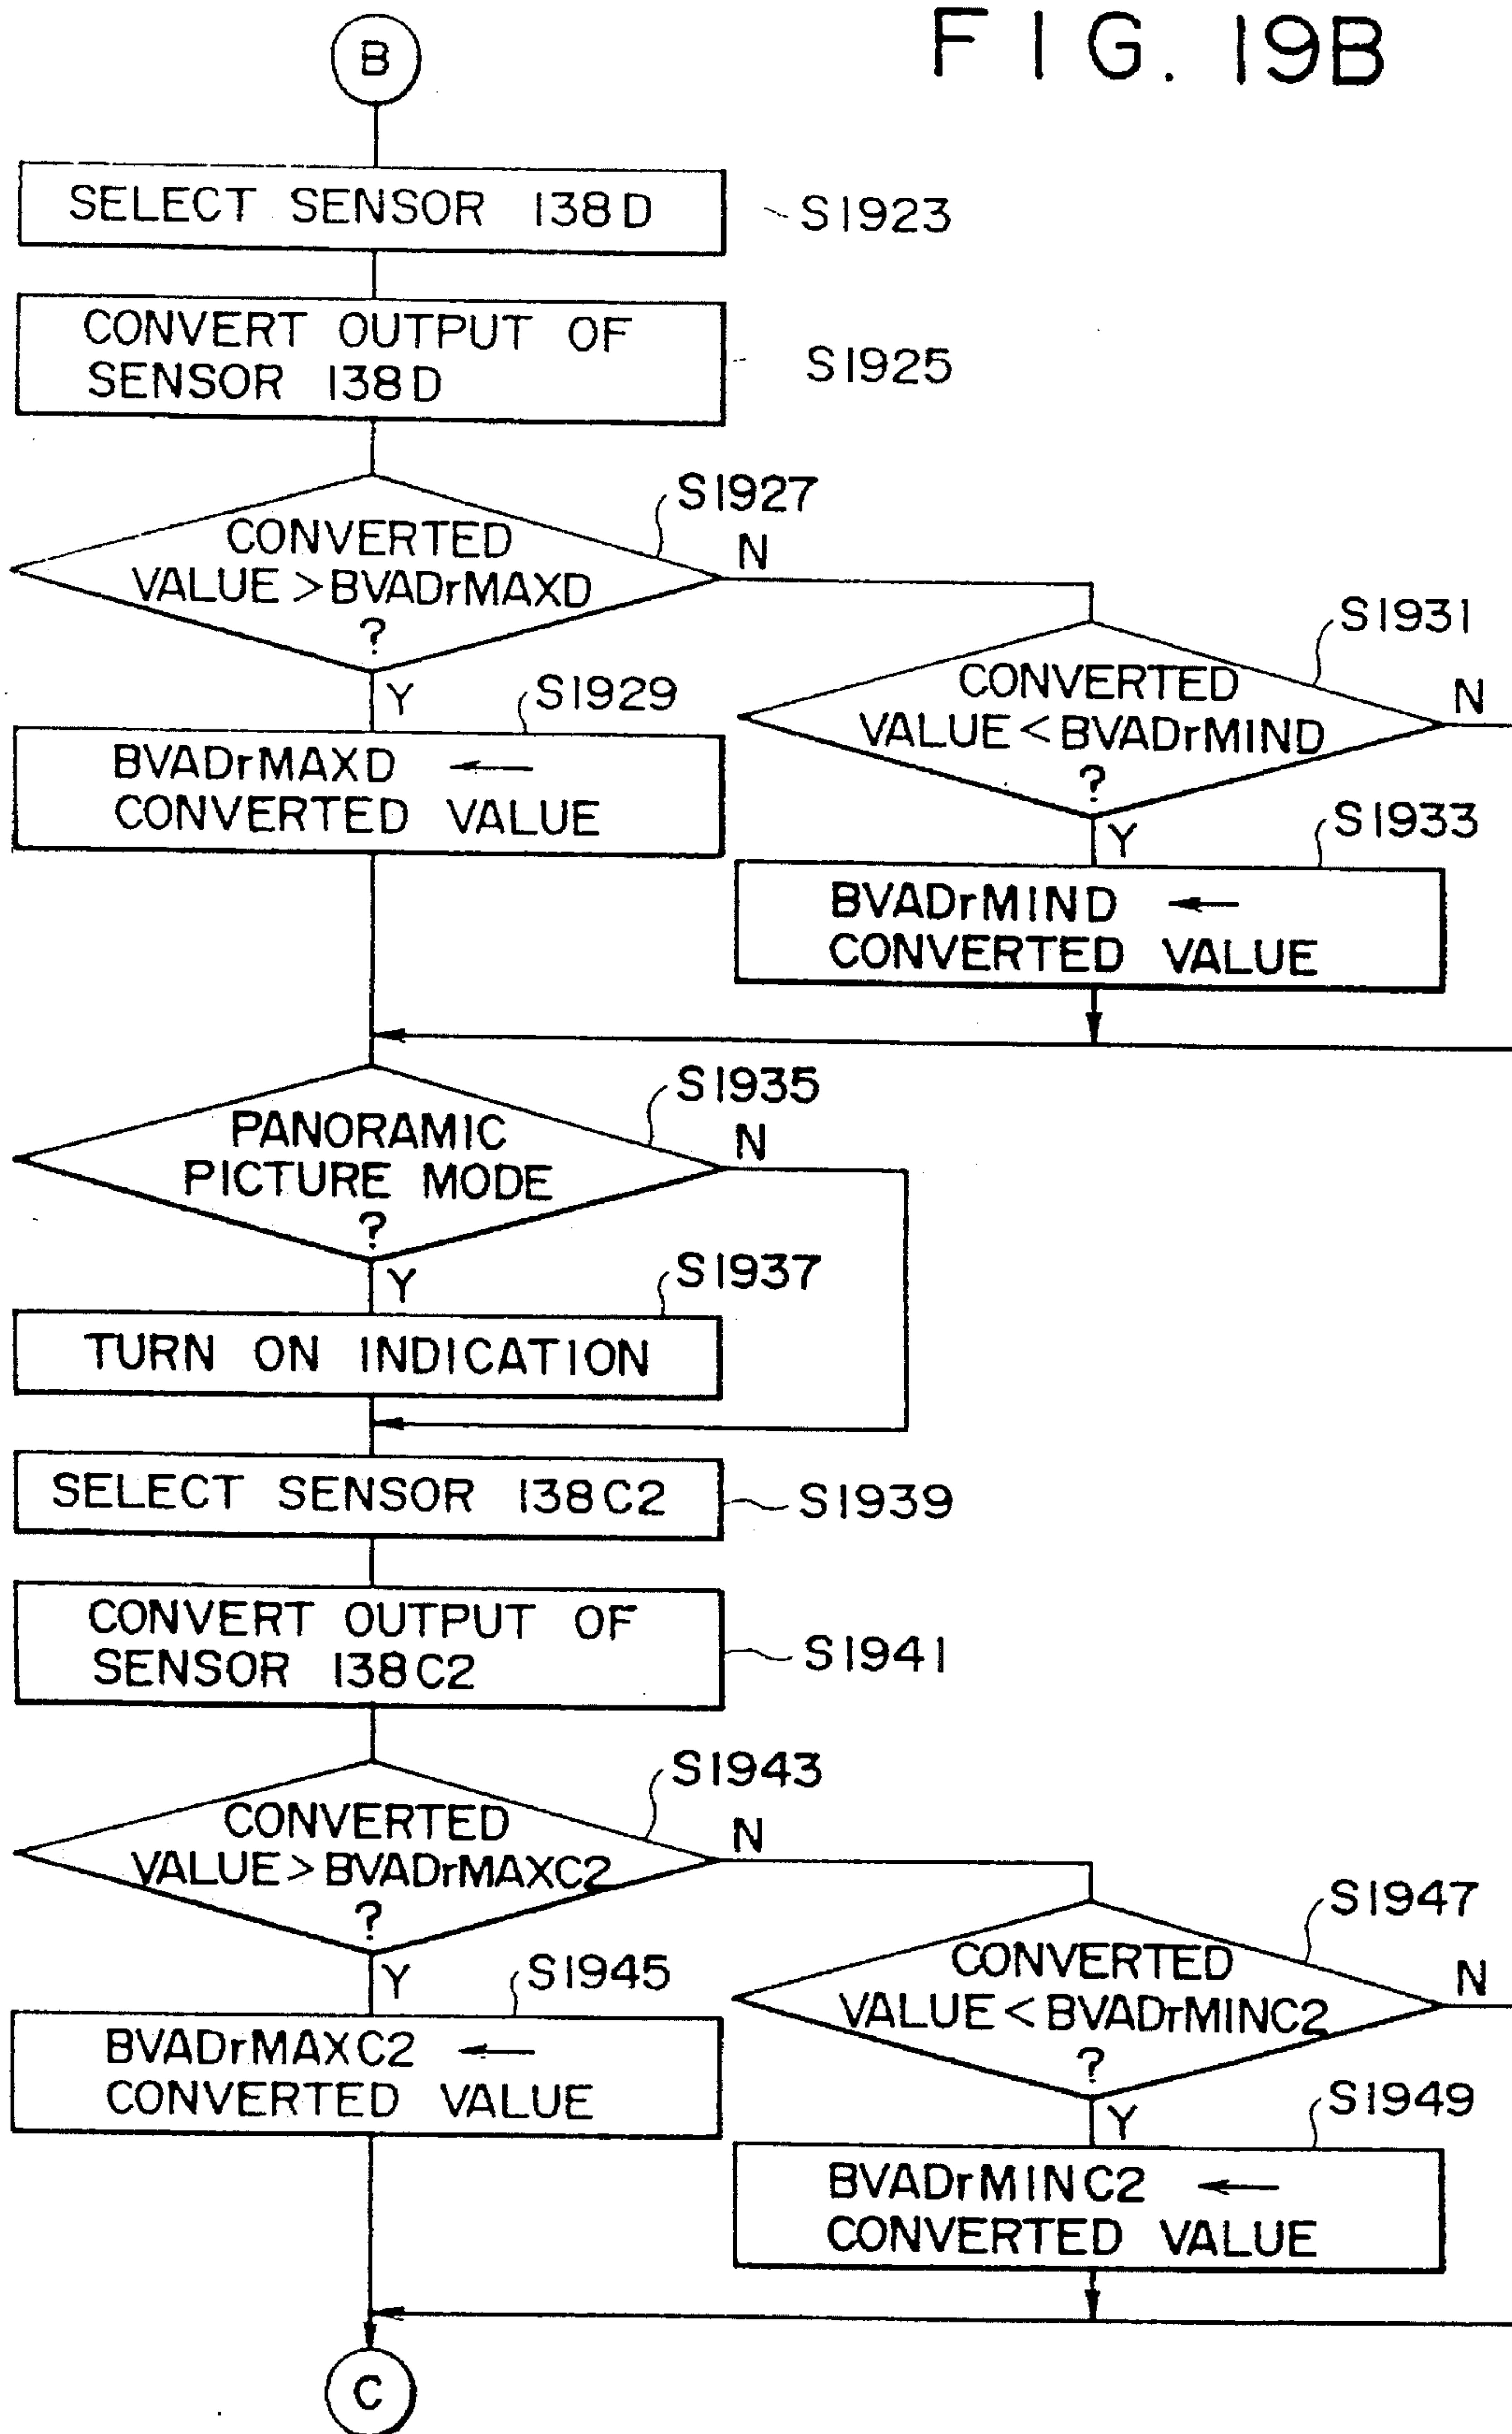 FIG. 19B
B
SELECT SENSOR 138D
S1923
CONVERT OUTPUT OF
SENSOR 138D
S1925
S1927
CONVERTED
VALUE > BVADrMAXD
?
N
Y
S1929
BVADrMAXD ←
CONVERTED VALUE
S1931
CONVERTED
VALUE < BVADrMIND
?
N
Y
S1933
BVADrMIND ←
CONVERTED VALUE
S1935
PANORAMIC
PICTURE MODE
?
N
Y
S1937
TURN ON INDICATION
SELECT SENSOR 138C2
S1939
CONVERT OUTPUT OF
SENSOR 138C2
S1941
S1943
CONVERTED
VALUE > BVADrMAXC2
?
N
Y
S1945
BVADrMAXC2 ←
CONVERTED VALUE
S1947
CONVERTED
VALUE < BVADrMINC2
?
N
Y
S1949
BVADrMINC2 ←
CONVERTED VALUE
C